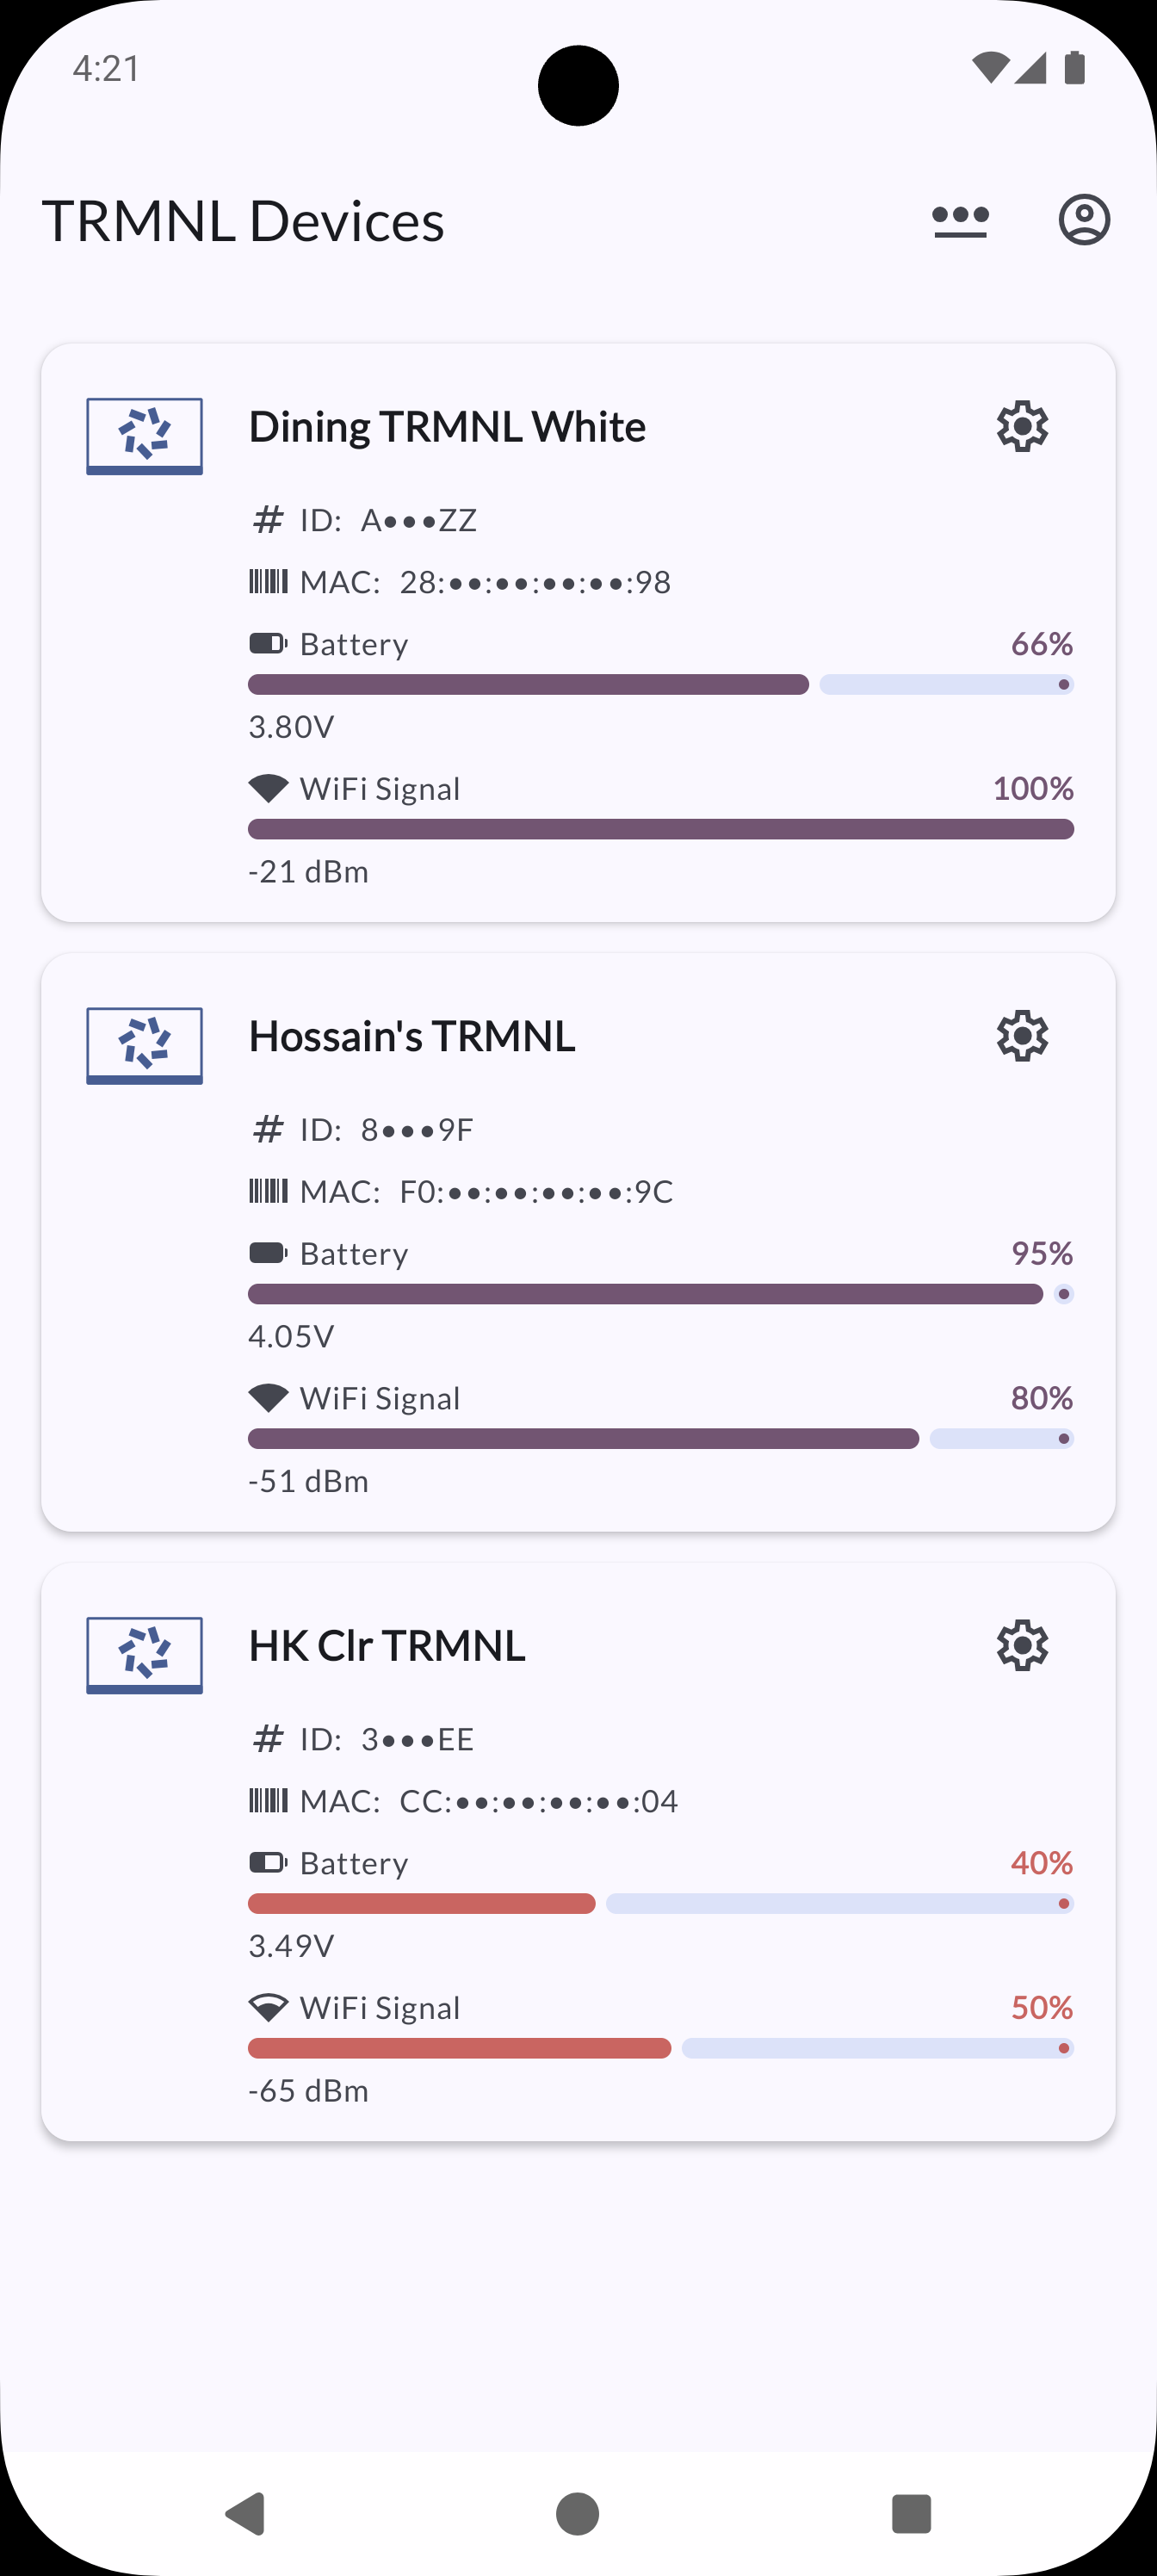 4:21
TRMNL Devices
Dining TRMNL White
ID: A•••ZZ
MAC: 28:••:••:••:••:98
Battery 66%
3.80V
WiFi Signal 100%
-21 dBm
Hossain's TRMNL
ID: 8•••9F
MAC: F0:••:••:••:••:9C
Battery 95%
4.05V
WiFi Signal 80%
-51 dBm
HK Clr TRMNL
ID: 3•••EE
MAC: CC:••:••:••:••:04
Battery 40%
3.49V
WiFi Signal 50%
-65 dBm